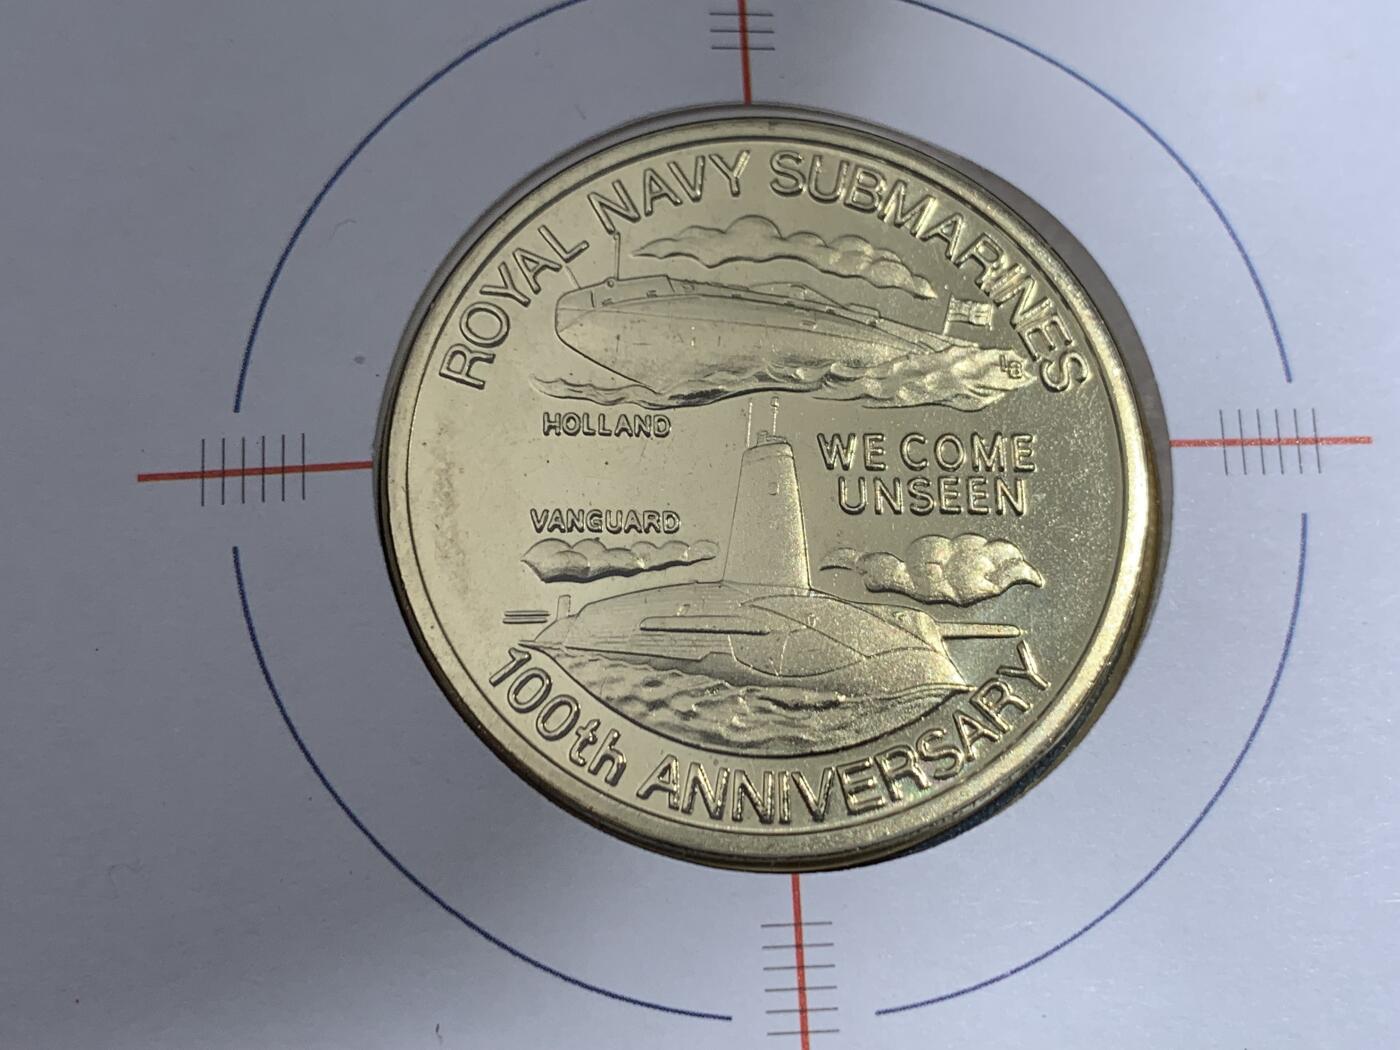 ROYAL NAVY SUBMARINES
HOLLAND
WE COME
UNSEEN
VANGUARD
100th ANNIVERSARY